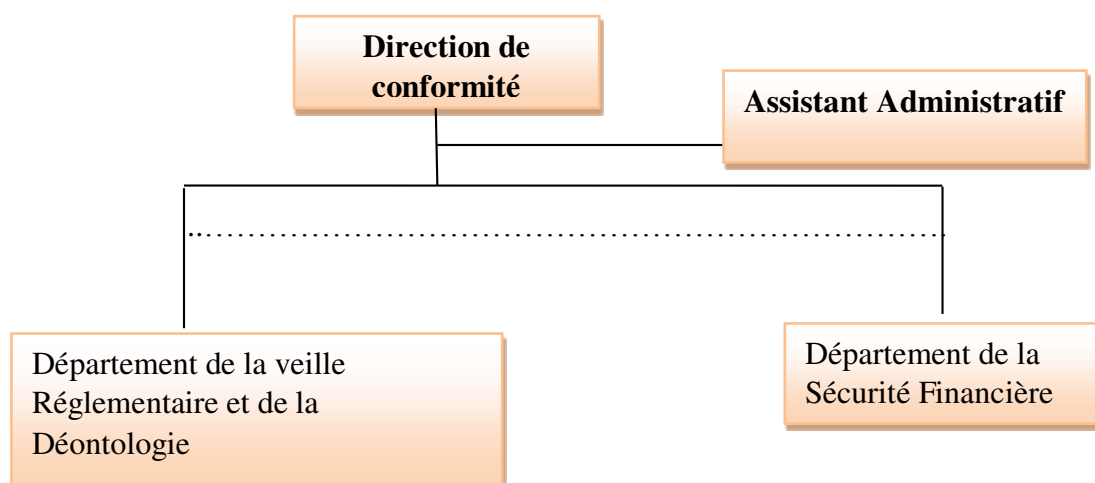 Direction de
conformité
Assistant Administratif
Département de la veille
Réglementaire et de la
Déontologie
Département de la
Sécurité Financière